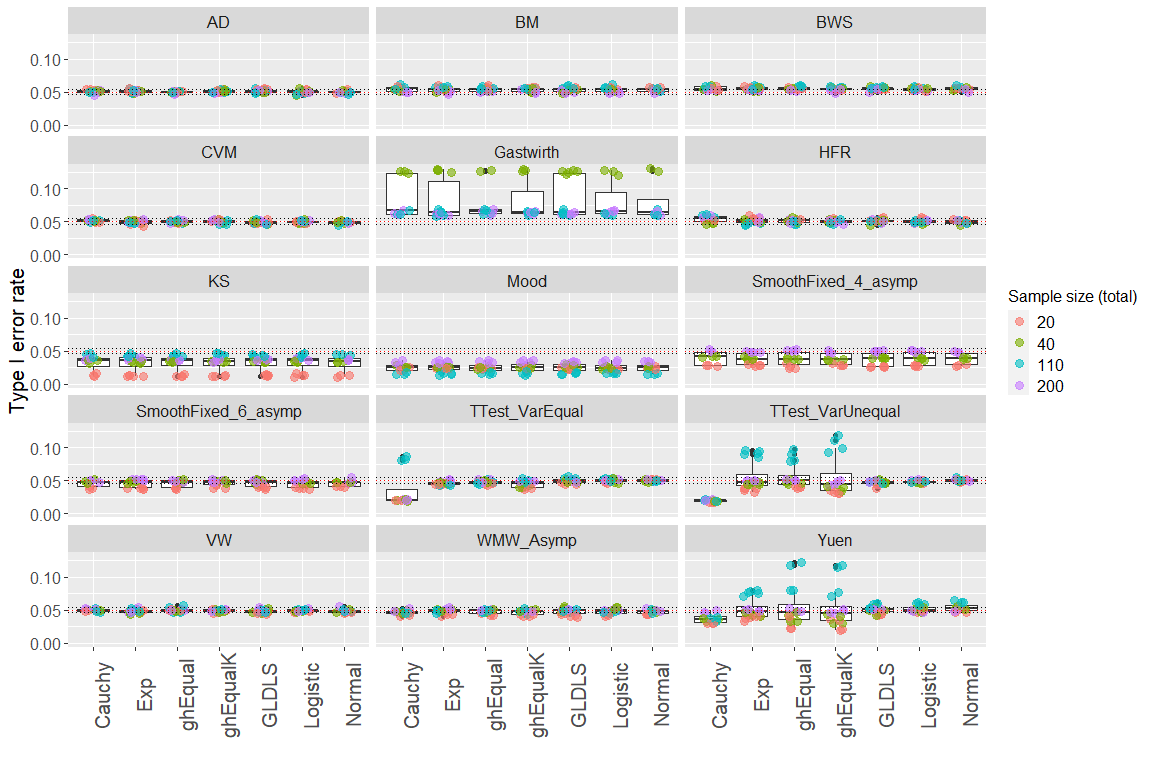 AD BM BWS
0.10
0.05
0.00
CVM Gastwirth HFR
0.10
0.05
0.00
KS Mood SmoothFixed_4_asymp
0.10
0.05
0.00
SmoothFixed_6_asymp TTest_VarEqual TTest_VarUnequal
0.10
0.05
0.00
VW WMW_Asymp Yuen
0.10
0.05
0.00
Cauchy Exp ghEqual ghEqualK GLDLS Logistic Normal Cauchy Exp ghEqual ghEqualK GLDLS Logistic Normal Cauchy Exp ghEqual ghEqualK GLDLS Logistic Normal
Type I error rate
Sample size (total)
20
40
110
200